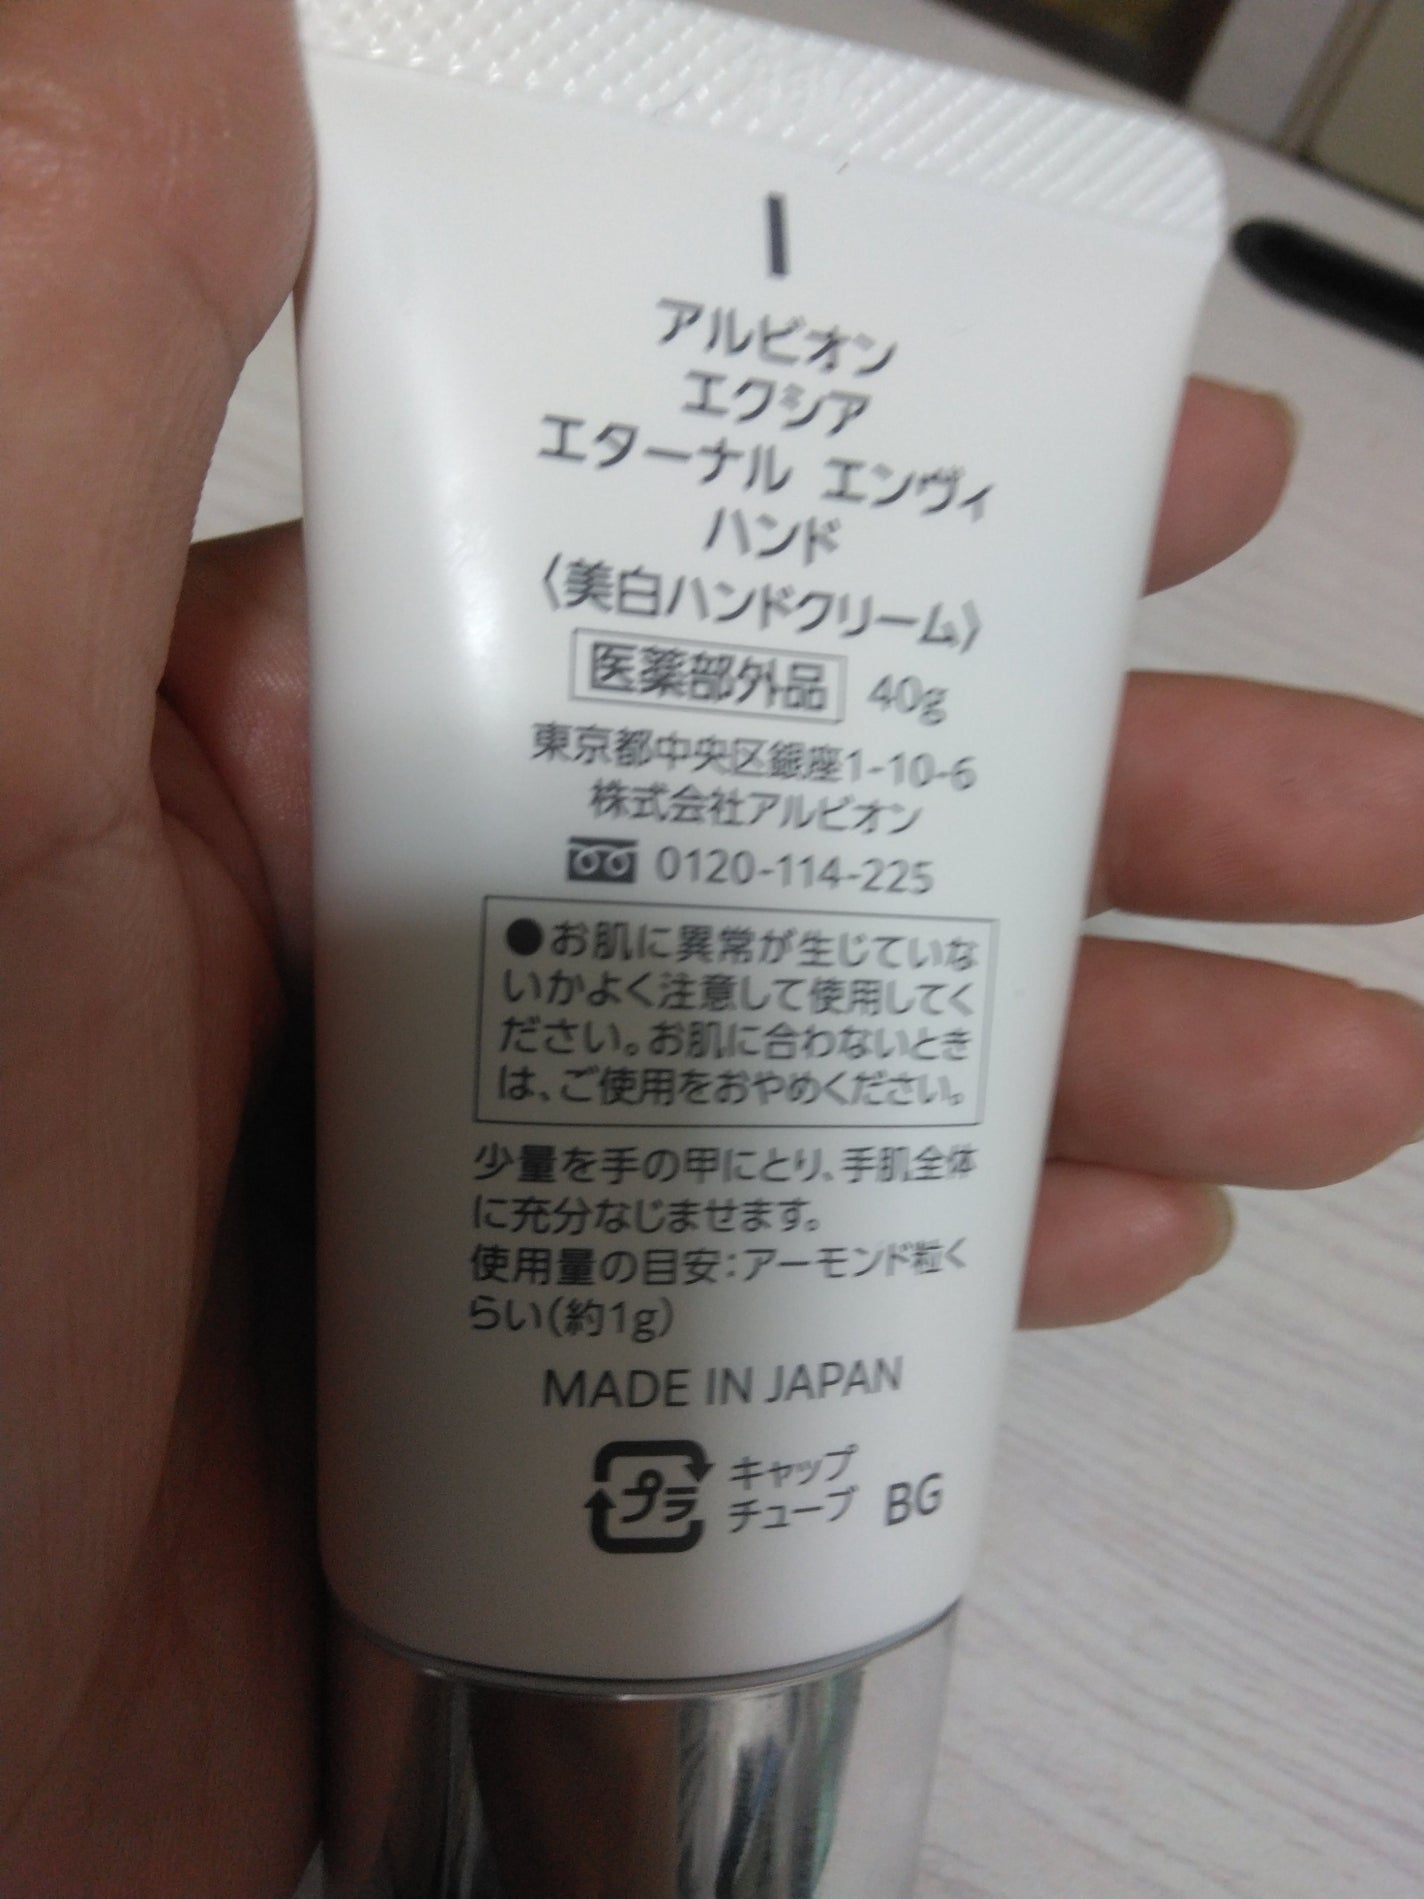 アルビオン
エクシア
エターナル エンヴィ
ハンド
〈美白ハンドクリーム〉
医薬部外品 40g
東京都中央区銀座1-10-6
株式会社アルビオン
0120-114-225
●お肌に異常が生じていな
いかよく注意して使用してく
ださい。お肌に合わないとき
は、ご使用をおやめください。
少量を手の甲にとり、手肌全体
に充分なじませます。
使用量の目安：アーモンド粒く
らい(約1g)
MADE IN JAPAN
プラ キャップ
チューブ BG